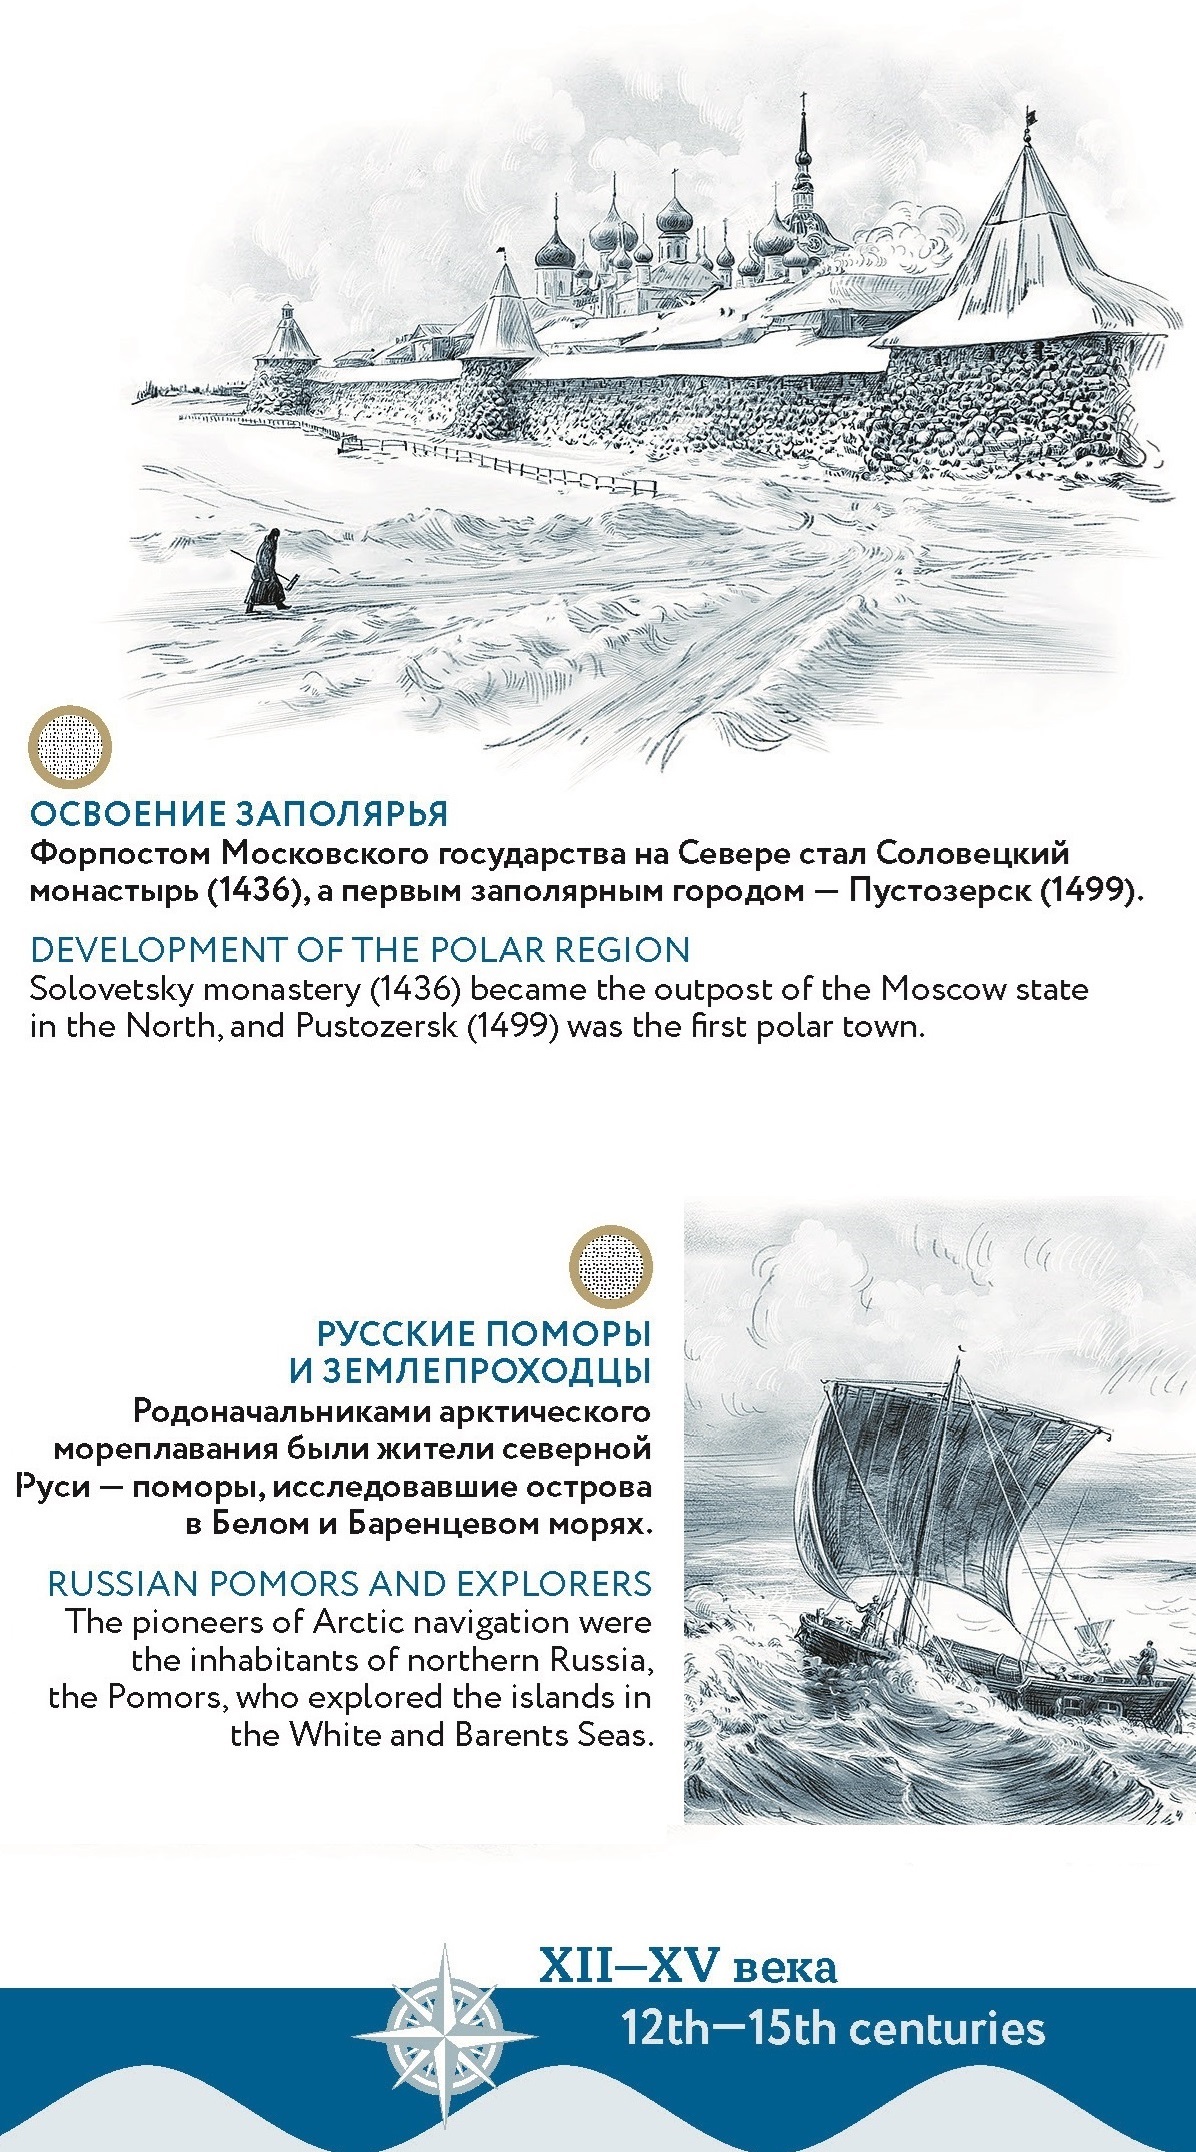 ОСВОЕНИЕ ЗАПОЛЯРЬЯ
Форпостом Московского государства на Севере стал Соловецкий
монастырь (1436), а первым заполярным городом — Пустозерск (1499).
DEVELOPMENT OF THE POLAR REGION
Solovetsky monastery (1436) became the outpost of the Moscow state
in the North, and Pustozersk (1499) was the first polar town.
РУССКИЕ ПОМОРЫ
И ЗЕМЛЕПРОХОДЦЫ
Родоначальниками арктического
мореплавания были жители северной
Руси — поморы, исследовавшие острова
в Белом и Баренцевом морях.
RUSSIAN POMORS AND EXPLORERS
The pioneers of Arctic navigation were
the inhabitants of northern Russia,
the Pomors, who explored the islands in
the White and Barents Seas.
XII—XV века
12th—15th centuries